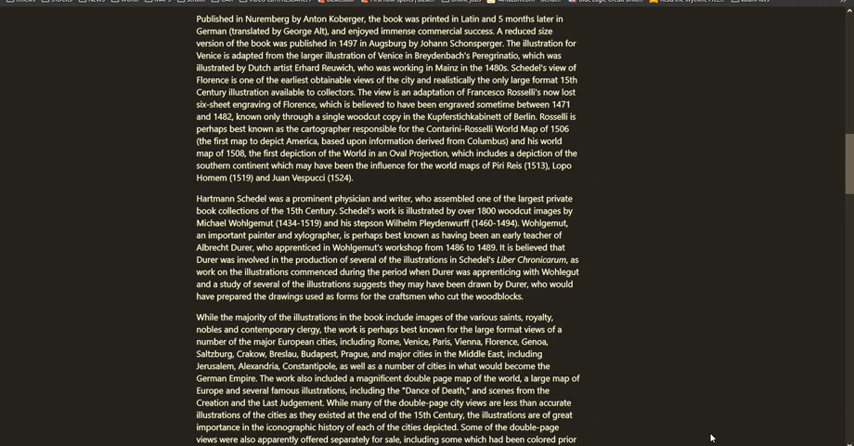 Published in Nuremberg by Anton Koberger, the book was printed in Latin and 5 months later in
German (translated by George Alt), and enjoyed immense commercial success. A reduced size
version of the book was published in 1497 in Augsburg by Johann Schonsperger. The illustration for
Venice is adapted from the larger illustration of Venice in Breydenbach's Peregrinatio, which was
illustrated by Dutch artist Erhard Reuwich, who was working in Mainz in the 1480s. Schedel's view of
Florence is one of the earliest obtainable views of the city and realistically the only large format 15th
Century illustration available to collectors. The view is an adaptation of Francesco Rosselli's now lost
six-sheet engraving of Florence, which is believed to have been engraved sometime between 1471
and 1482, known only through a single woodcut copy in the Kupferstichkabinett of Berlin. Rosselli is
perhaps best known as the cartographer responsible for the Contarini-Rosselli World Map of 1506
(the first map to depict America, based upon information derived from Columbus) and his world
map of 1508, the first depiction of the World in an Oval Projection, which includes a depiction of the
southern continent which may have been the influence for the world maps of Piri Reis (1513), Lopo
Homem (1519) and Juan Vespucci (1524).
Hartmann Schedel was a prominent physician and writer, who assembled one of the largest private
book collections of the 15th Century. Schedel's work is illustrated by over 1800 woodcut images by
Michael Wohlgemut (1434-1519) and his stepson Wilhelm Pleydenwurff (1460-1494). Wohlgemut,
an important painter and xylographer, is perhaps best known as having been an early teacher of
Albrecht Durer, who apprenticed in Wohlgemut's workshop from 1486 to 1489. It is believed that
Durer was involved in the production of several of the illustrations in Schedel's Liber Chronicarum, as
work on the illustrations commenced during the period when Durer was apprenticing with Wohlegut
and a study of several of the illustrations suggests they may have been drawn by Durer, who would
have prepared the drawings used as forms for the craftsmen who cut the woodblocks.
While the majority of the illustrations in the book include images of the various saints, royalty,
nobles and contemporary clergy, the work is perhaps best known for the large format views of a
number of the major European cities, including Rome, Venice, Paris, Vienna, Florence, Genoa,
Saltzburg, Crakow, Breslau, Budapest, Prague, and major cities in the Middle East, including
Jerusalem, Alexandria, Constantipole, as well as a number of cities in what would become the
German Empire. The work also included a magnificent double page map of the world, a large map of
Europe and several famous illustrations, including the "Dance of Death," and scenes from the
Creation and the Last Judgement. While many of the double-page city views are less than accurate
illustrations of the cities as they existed at the end of the 15th Century, the illustrations are of great
importance in the iconographic history of each of the cities depicted. Some of the double-page
views were also apparently offered separately for sale, including some which had been colored prior